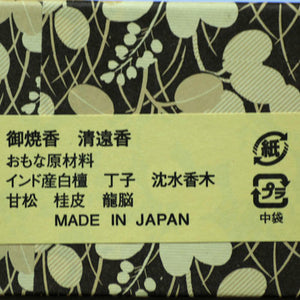 御焼香 清遠香
おもな原材料
インド産白檀 丁子 沈水香木
甘松 桂皮 龍脳
MADE IN JAPAN
紙
プラ
中袋